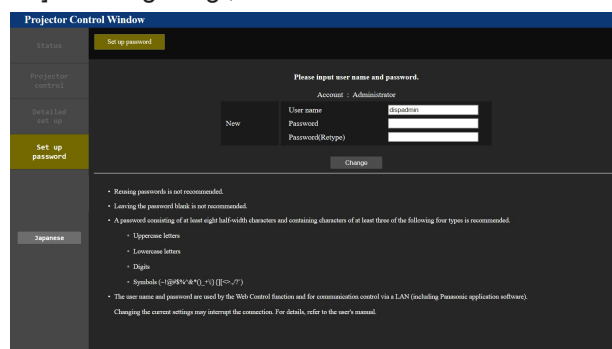 Projector Control Window
Status
Set up password
Projector
control
Please input user name and password.
Account : Administrator
Detailed
set up
New
User name
dispadmin
Password
Password(Retype)
Set up
password
Change
• Reusing passwords is not recommended.
• Leaving the password blank is not recommended.
• A password consisting of at least eight half-width characters and containing characters of at least three of the following four types is recommended.
Japanese
• Uppercase letters
• Lowercase letters
• Digits
• Symbols
• The user name and password are used by the Web Control function and for communication control via a LAN (including Panasonic application software).
Changing the current settings may interrupt the connection. For details, refer to the user's manual.